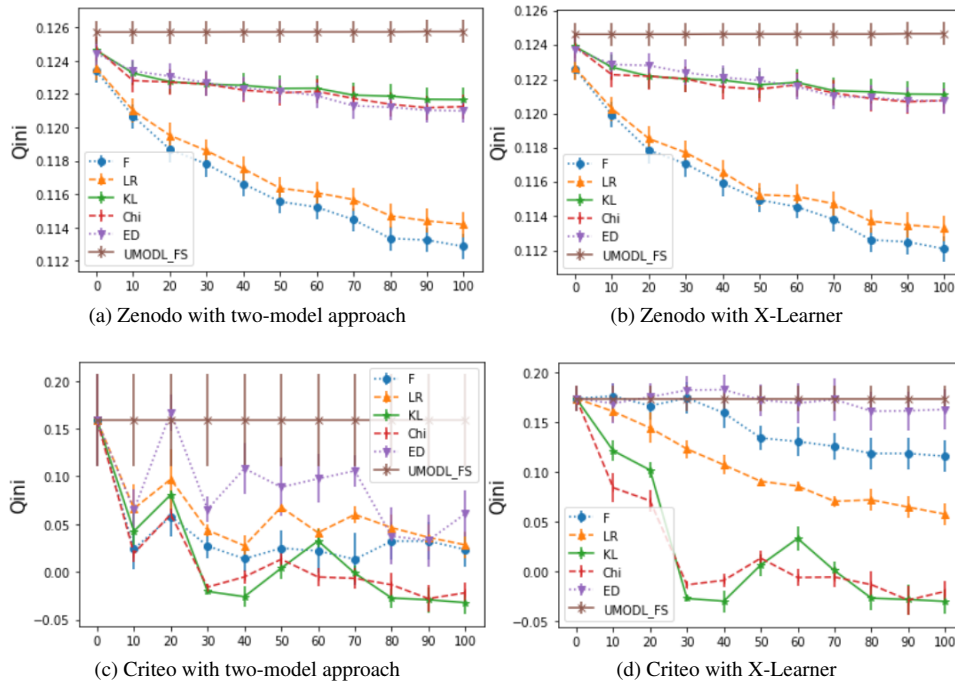 0.126
0.124
0.122
0.120
0.118
0.116
0.114
0.112
Qini
F
LR
KL
Chi
ED
UMODL_FS
0 10 20 30 40 50 60 70 80 90 100
(a) Zenodo with two-model approach
0.126
0.124
0.122
0.120
0.118
0.116
0.114
0.112
Qini
F
LR
KL
Chi
ED
UMODL_FS
0 10 20 30 40 50 60 70 80 90 100
(b) Zenodo with X-Learner
0.20
0.15
0.10
0.05
0.00
−0.05
Qini
F
LR
KL
Chi
ED
UMODL_FS
0 10 20 30 40 50 60 70 80 90 100
(c) Criteo with two-model approach
0.20
0.15
0.10
0.05
0.00
−0.05
Qini
F
LR
KL
Chi
ED
UMODL_FS
0 10 20 30 40 50 60 70 80 90 100
(d) Criteo with X-Learner